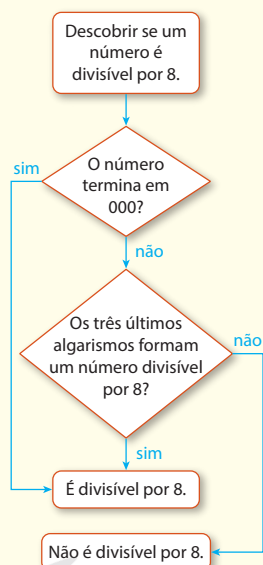 Descobrir se um
número é
divisível por 8.
sim
O número
termina em
000?
não
Os três últimos
algarismos formam
um número divisível
por 8?
não
sim
É divisível por 8.
Não é divisível por 8.